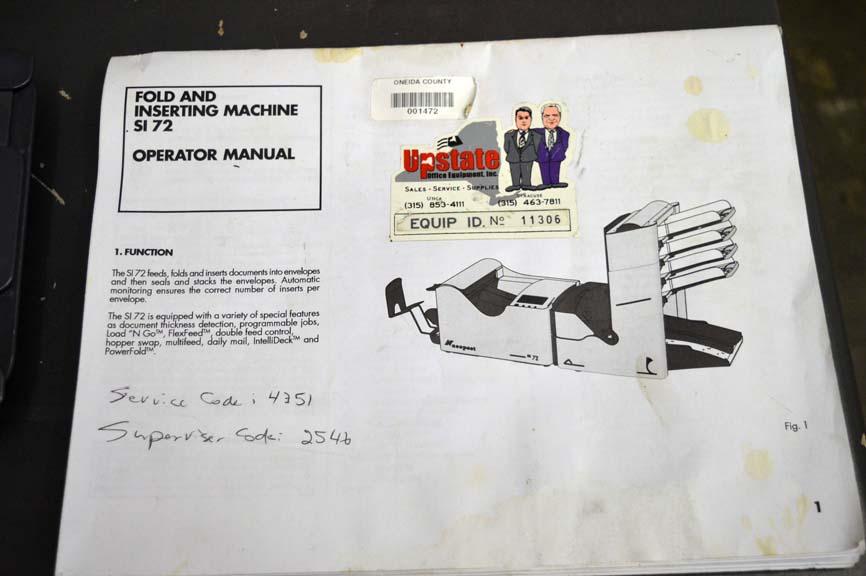 FOLD AND
INSERTING MACHINE
SI 72
OPERATOR MANUAL
ONEIDA COUNTY
001472
Upstate
Office Equipment, Inc.
SALES - SERVICE - SUPPLIES
UTICA
SYRACUSE
(315) 853-4111
(315) 463-7811
EQUIP ID. No 11306
1. FUNCTION
The SI 72 feeds, folds and inserts documents into envelopes
and then seals and stacks the envelopes. Automatic
monitoring ensures the correct number of inserts per
envelope.
The SI 72 is equipped with a variety of special features
as document thickness detection, programmable jobs,
Load "N Go™, FlexFeed™, double feed control,
hopper swap, multifeed, daily mail, IntelliDeck™ and
PowerFold™.
Service Code: 4351
Superviser Code: 2546
neopost
SI 72
Fig. 1
1